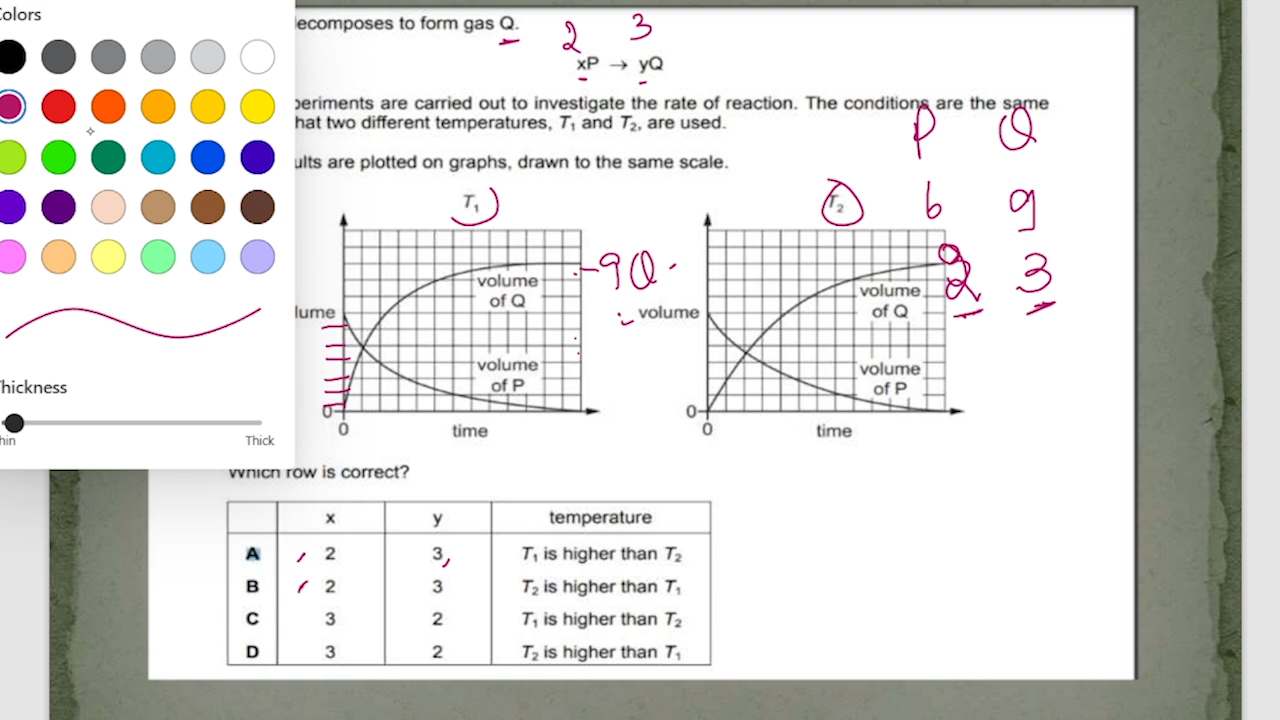 Colors
ecomposes to form gas Q.
2 3
xP → yQ
periments are carried out to investigate the rate of reaction. The conditions are the same
hat two different temperatures, T₁ and T₂, are used.
P Q
ults are plotted on graphs, drawn to the same scale.
T₁
T₂
6 9
9Q
2 3
volume of Q
volume of P
lume
0
0
time
volume
volume of Q
volume of P
0
0
time
Thickness
Thin
Thick
Which row is correct?
x y temperature
A 2 3 T₁ is higher than T₂
B 2 3 T₂ is higher than T₁
C 3 2 T₁ is higher than T₂
D 3 2 T₂ is higher than T₁